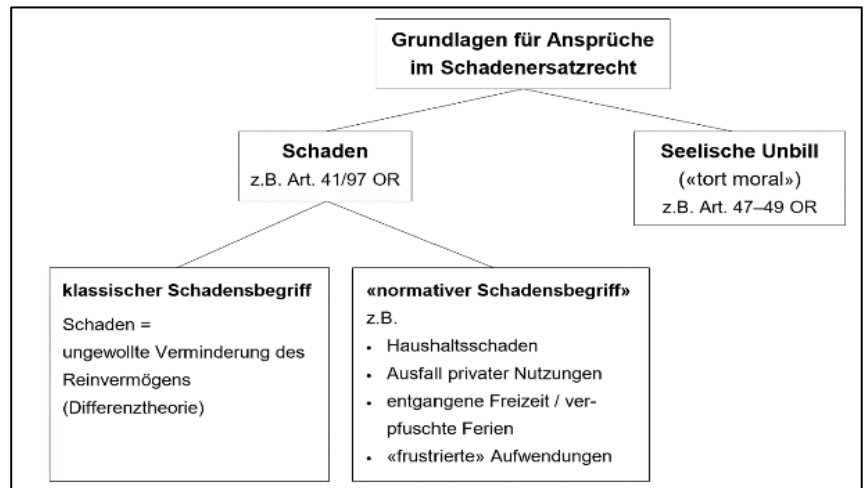 Grundlagen für Ansprüche
im Schadenersatzrecht
Schaden
z.B. Art. 41/97 OR
Seelische Unbill
(«tort moral»)
z.B. Art. 47–49 OR
klassischer Schadensbegriff
Schaden =
ungewollte Verminderung des
Reinvermögens
(Differenztheorie)
«normativer Schadensbegriff»
z.B.
• Haushaltsschaden
• Ausfall privater Nutzungen
• entgangene Freizeit / ver-
pfuschte Ferien
• «frustrierte» Aufwendungen